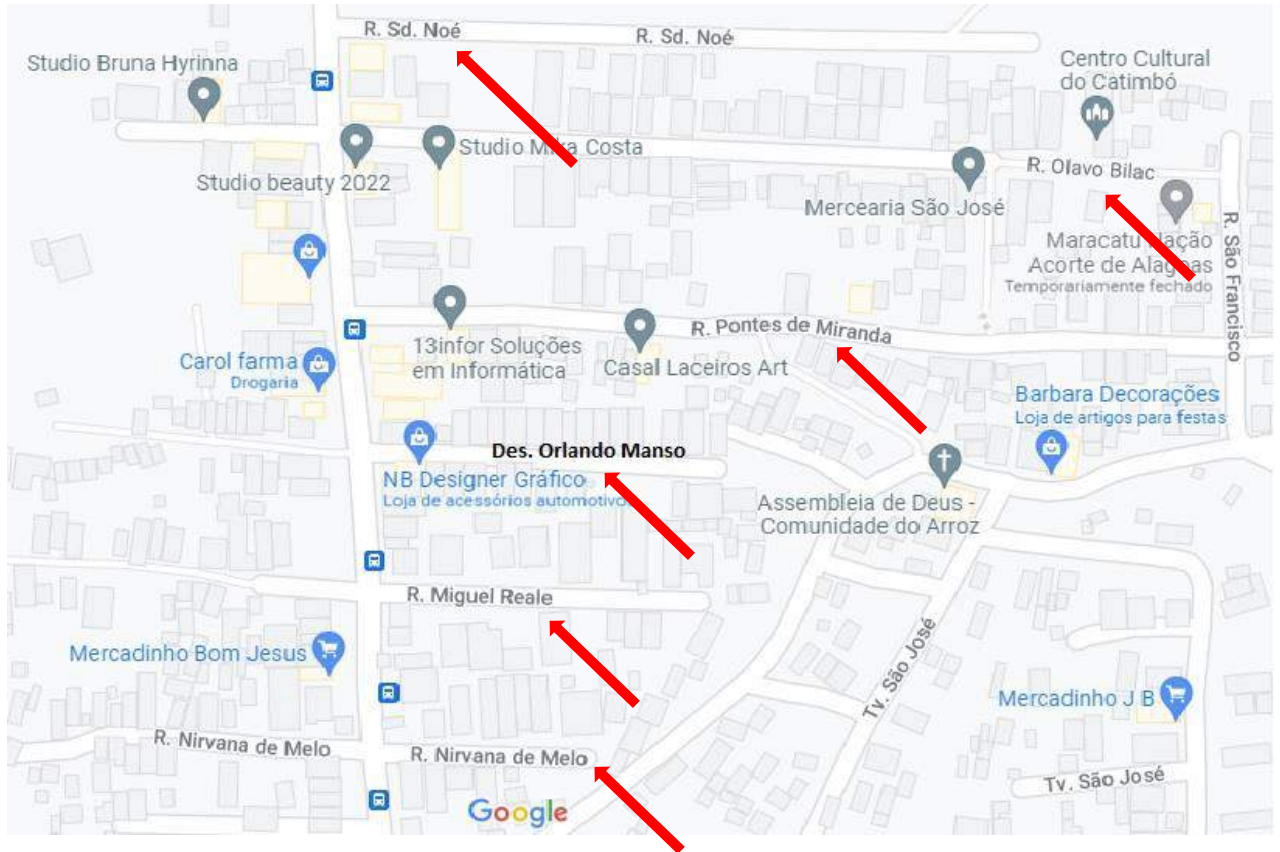 R. Sd. Noé
R. Sd. Noé
Studio Bruna Hyrinna
Centro Cultural
do Catimbó
Studio Mika Costa
Studio beauty 2022
R. Olavo Bilac
Mercearia São José
Maracatu Nação
Acorte de Alagoas
Temporariamente fechado
R. São Francisco
R. Pontes de Miranda
13infor Soluções
em Informática
Casal Laceiros Art
Carol farma
Drogaria
Barbara Decorações
Loja de artigos para festas
Des. Orlando Manso
NB Designer Gráfico
Loja de acessórios automotivo
Assembleia de Deus -
Comunidade do Arroz
R. Miguel Reale
Mercadinho Bom Jesus
Tv. São José
Mercadinho J B
R. Nirvana de Melo
R. Nirvana de Melo
Tv. São José
Google